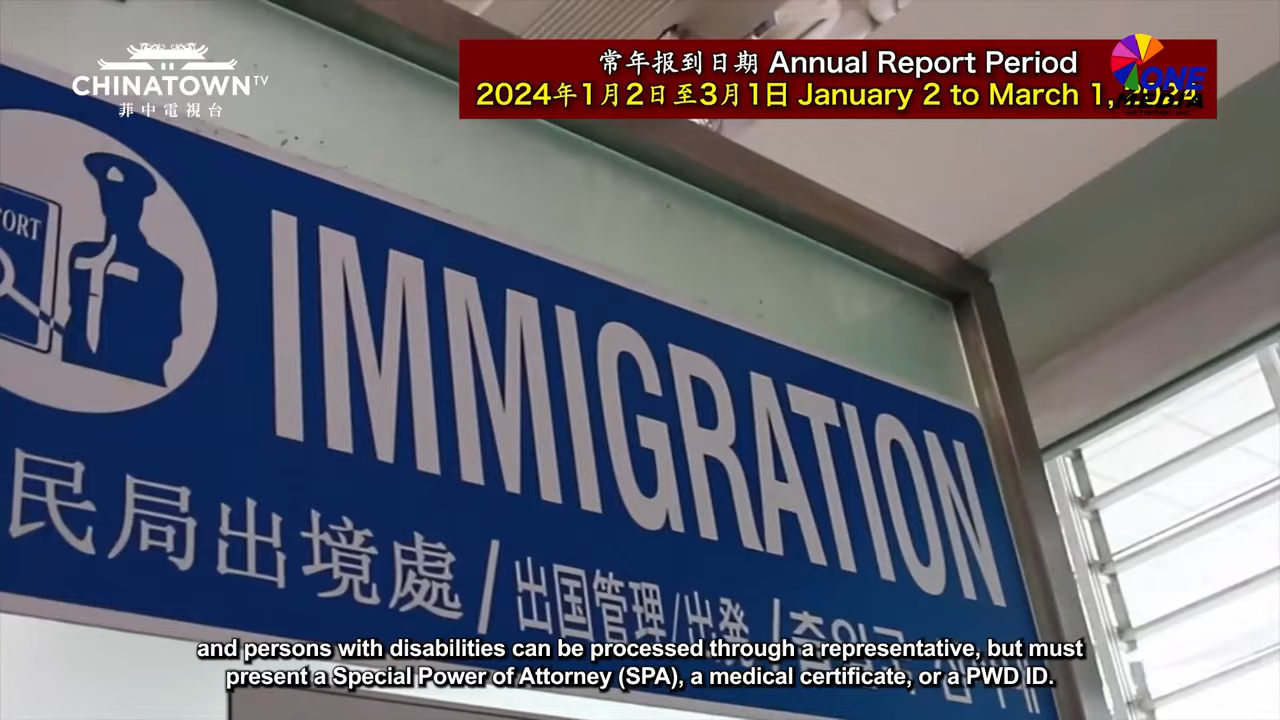 CHINATOWN TV
菲中電視台
常年报到日期 Annual Report Period
2024年1月2日至3月1日 January 2 to March 1,
ONE
MEDIA
ORT
IMMIGRATION
民局出境處/出国管理/出発/
and persons with disabilities can be processed through a representative, but must
present a Special Power of Attorney (SPA), a medical certificate, or a PWD ID.